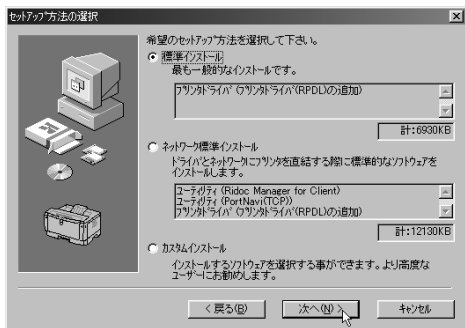 セットアップ方法の選択
希望のセットアップ方法を選択して下さい。
標準インストール
最も一般的なインストールです。
プリンタドライバ (プリンタドライバ(RPDL)の追加)
計:6930KB
ネットワーク標準インストール
ドライバとネットワークにプリンタを直結する際に標準的なソフトウェアを
インストールします。
ユーティリティ (Ridoc Manager for Client)
ユーティリティ (PortNavi(TCP))
プリンタドライバ (プリンタドライバ(RPDL)の追加)
計:12130KB
カスタムインストール
インストールするソフトウェアを選択する事ができます。より高度な
ユーザーにお勧めします。
< 戻る(B)
次へ(N) >
キャンセル